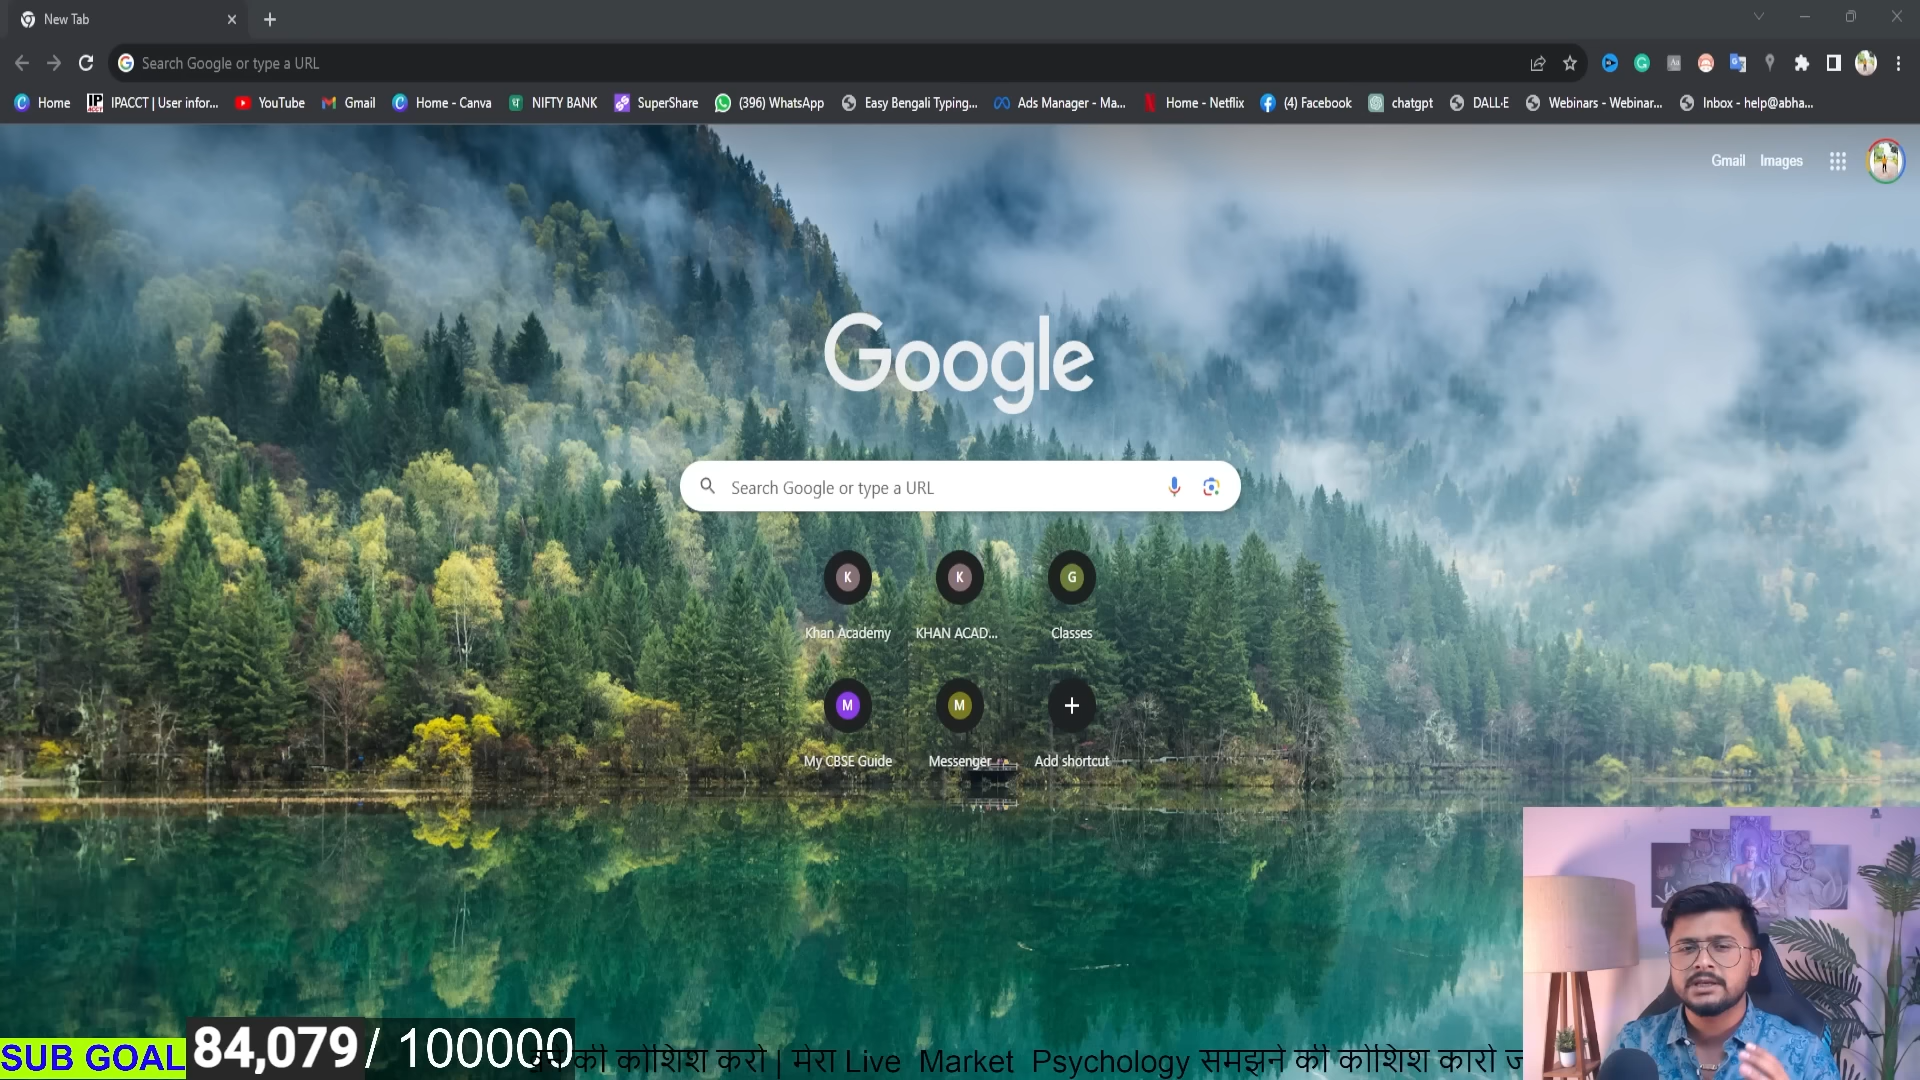 New Tab
Search Google or type a URL
Home IPACCT | User infor... YouTube Gmail Home - Canva NIFTY BANK SuperShare (396) WhatsApp Easy Bengali Typing... Ads Manager - Ma... Home - Netflix (4) Facebook chatgpt DALL·E Webinars - Webinar... Inbox - help@abha...
Gmail Images
Google
Search Google or type a URL
K K G
Khan Academy KHAN ACAD... Classes
M M
My CBSE Guide Messenger Add shortcut
SUB GOAL 84,079 / 100000
की कोशिश करो | मेरा Live Market Psychology समझने की कोशिश कारो